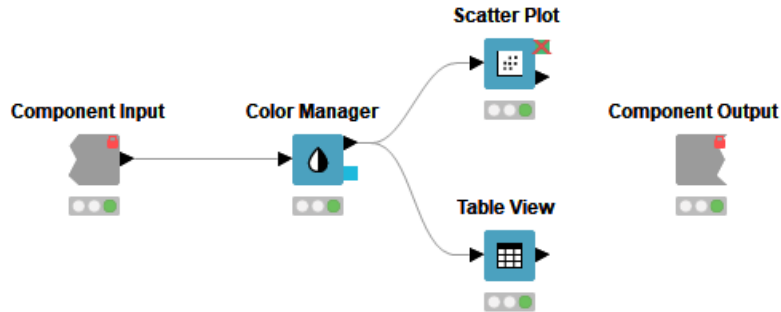 Scatter Plot
Component Input
Color Manager
Component Output
Table View